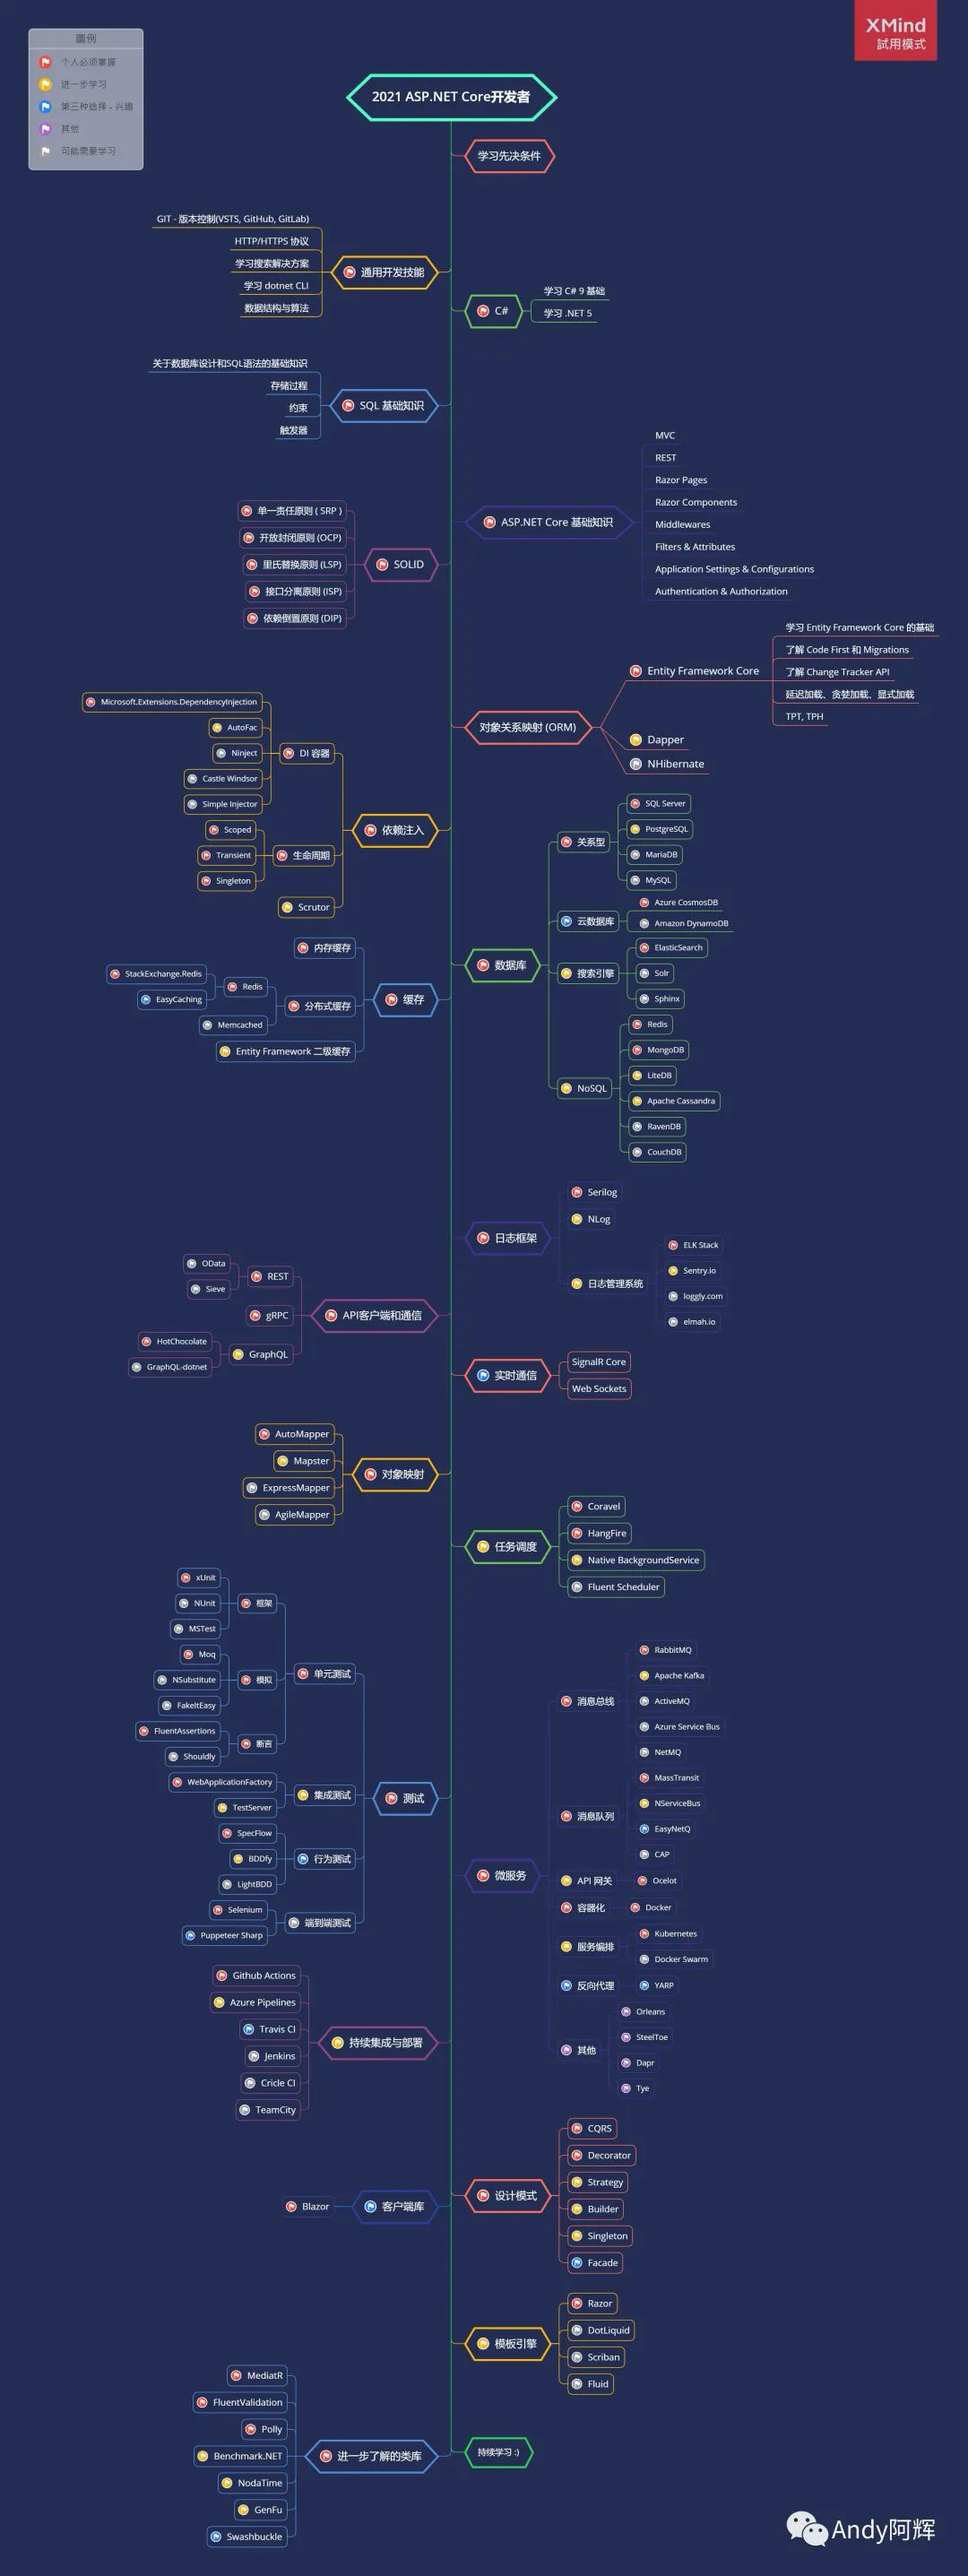 XMind
試用模式
圖例
个人必须掌握
进一步学习
第三种选择 - 兴趣
其他
可能需要学习
2021 ASP.NET Core开发者
学习先决条件
通用开发技能
GIT - 版本控制(VSTS, GitHub, GitLab)
HTTP/HTTPS 协议
学习搜索解决方案
学习 dotnet CLI
数据结构与算法
C#
学习 C# 9 基础
学习 .NET 5
SQL 基础知识
关于数据库设计和SQL语法的基础知识
存储过程
约束
触发器
ASP.NET Core 基础知识
MVC
REST
Razor Pages
Razor Components
Middlewares
Filters & Attributes
Application Settings & Configurations
Authentication & Authorization
SOLID
单一责任原则 ( SRP )
开放封闭原则 (OCP)
里氏替换原则 (LSP)
接口分离原则 (ISP)
依赖倒置原则 (DIP)
对象关系映射 (ORM)
Entity Framework Core
学习 Entity Framework Core 的基础
了解 Code First 和 Migrations
了解 Change Tracker API
延迟加载、贪婪加载、显式加载
TPT, TPH
Dapper
NHibernate
依赖注入
DI 容器
Microsoft.Extensions.DependencyInjection
AutoFac
Ninject
Castle Windsor
Simple Injector
生命周期
Scoped
Transient
Singleton
Scrutor
数据库
关系型
SQL Server
PostgreSQL
MariaDB
MySQL
云数据库
Azure CosmosDB
Amazon DynamoDB
搜索引擎
ElasticSearch
Solr
Sphinx
NoSQL
Redis
MongoDB
LiteDB
Apache Cassandra
RavenDB
CouchDB
缓存
内存缓存
分布式缓存
Redis
StackExchange.Redis
EasyCaching
Memcached
Entity Framework 二级缓存
日志框架
Serilog
NLog
日志管理系统
ELK Stack
Sentry.io
loggly.com
elmah.io
API客户端和通信
REST
OData
Sieve
gRPC
GraphQL
HotChocolate
GraphQL-dotnet
实时通信
SignalR Core
Web Sockets
对象映射
AutoMapper
Mapster
ExpressMapper
AgileMapper
任务调度
Coravel
HangFire
Native BackgroundService
Fluent Scheduler
测试
单元测试
框架
xUnit
NUnit
MSTest
模拟
Moq
NSubstitute
FakeItEasy
断言
FluentAssertions
Shouldly
集成测试
WebApplicationFactory
TestServer
行为测试
SpecFlow
BDDfy
LightBDD
端到端测试
Selenium
Puppeteer Sharp
微服务
消息总线
RabbitMQ
Apache Kafka
ActiveMQ
Azure Service Bus
NetMQ
消息队列
MassTransit
NServiceBus
EasyNetQ
CAP
API 网关
Ocelot
容器化
Docker
服务编排
Kubernetes
Docker Swarm
反向代理
YARP
其他
Orleans
SteelToe
Dapr
Tye
持续集成与部署
Github Actions
Azure Pipelines
Travis CI
Jenkins
Cricle CI
TeamCity
设计模式
CQRS
Decorator
Strategy
Builder
Singleton
Facade
客户端库
Blazor
模板引擎
Razor
DotLiquid
Scriban
Fluid
进一步了解的类库
MediatR
FluentValidation
Polly
Benchmark.NET
NodaTime
GenFu
Swashbuckle
持续学习 :)
Andy阿辉